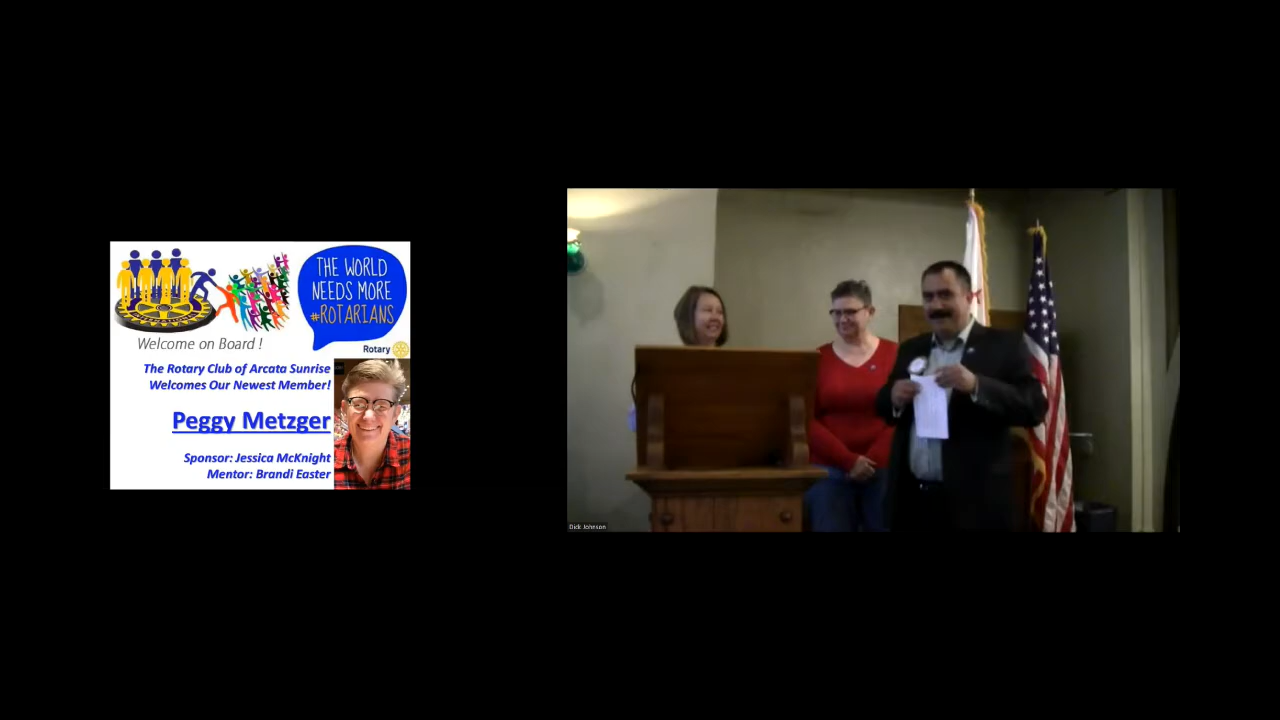 THE WORLD
NEEDS MORE
#ROTARIANS
Rotary
Welcome on Board !
The Rotary Club of Arcata Sunrise
Welcomes Our Newest Member!
Peggy Metzger
Sponsor: Jessica McKnight
Mentor: Brandi Easter
Dick Johnson